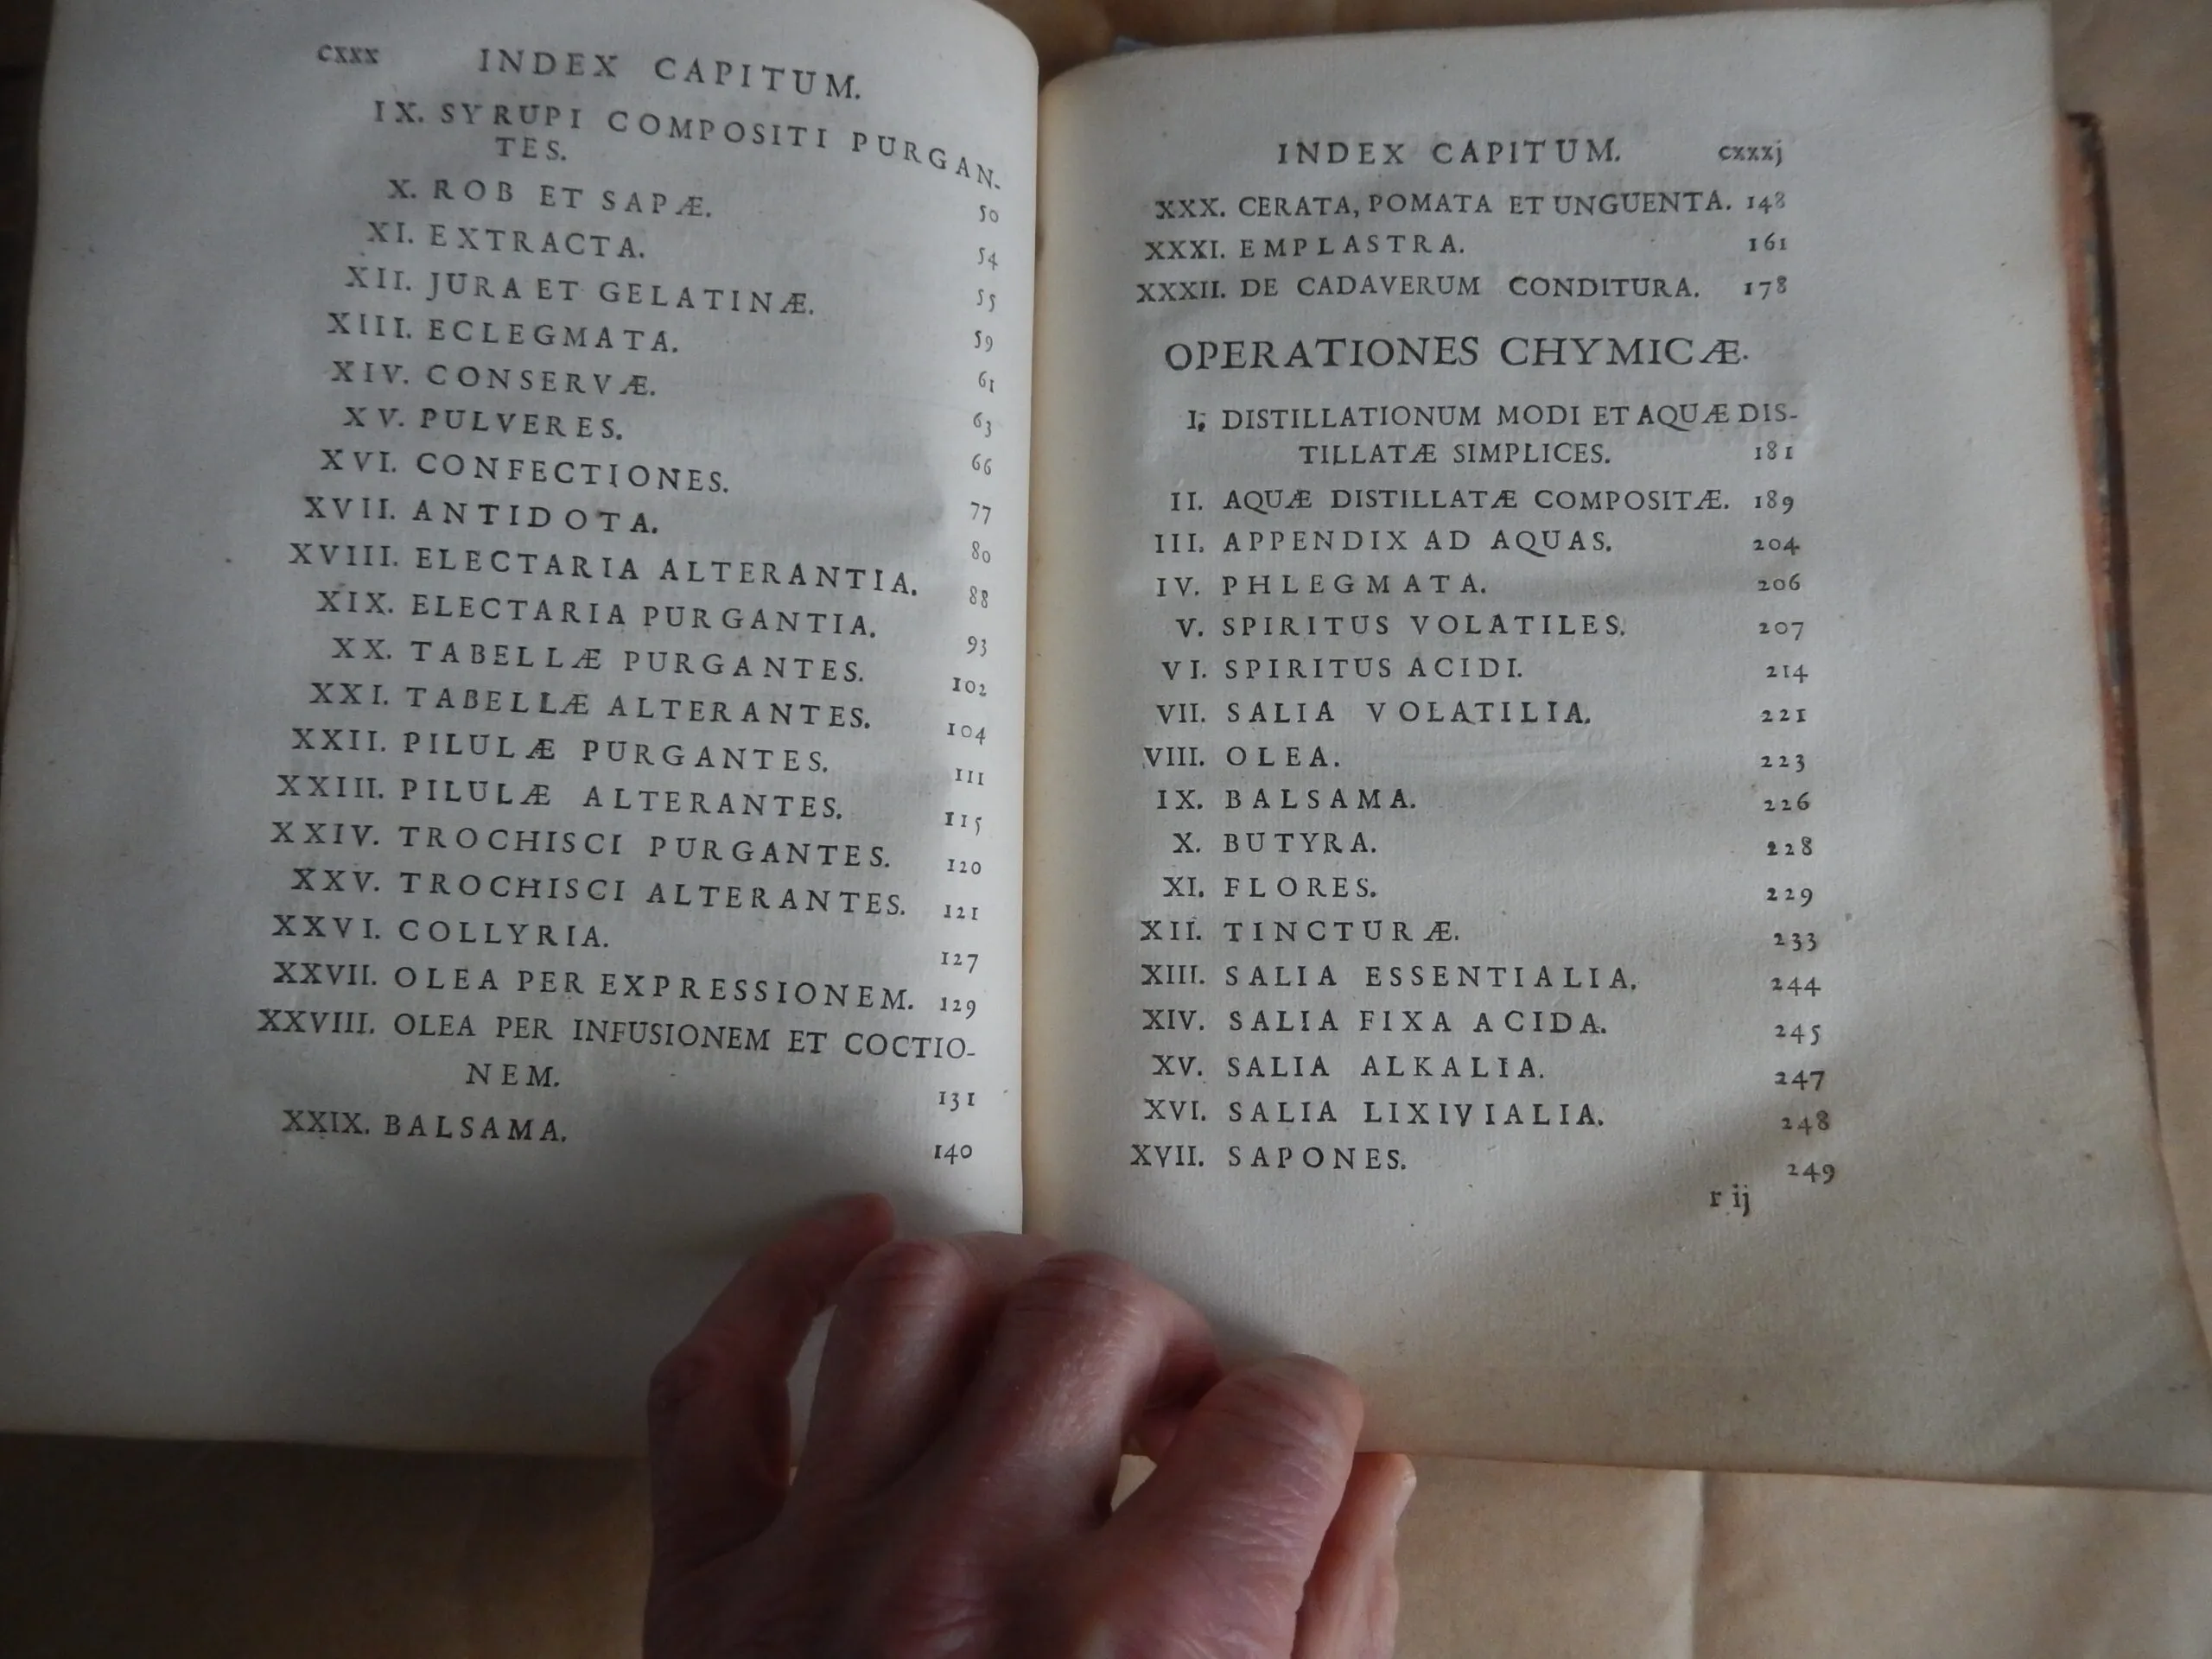 cxxx INDEX CAPITUM.
IX. SYRUPI COMPOSITI PURGAN-
TES. 50
X. ROB ET SAPÆ. 54
XI. EXTRACTA. 55
XII. JURA ET GELATINÆ. 59
XIII. ECLEGMATA. 61
XIV. CONSERVÆ. 63
XV. PULVERES. 66
XVI. CONFECTIONES. 77
XVII. ANTIDOTA. 80
XVIII. ELECTARIA ALTERANTIA. 88
XIX. ELECTARIA PURGANTIA. 93
XX. TABELLÆ PURGANTES. 102
XXI. TABELLÆ ALTERANTES. 104
XXII. PILULÆ PURGANTES. 111
XXIII. PILULÆ ALTERANTES. 115
XXIV. TROCHISCI PURGANTES. 120
XXV. TROCHISCI ALTERANTES. 121
XXVI. COLLYRIA. 127
XXVII. OLEA PER EXPRESSIONEM. 129
XXVIII. OLEA PER INFUSIONEM ET COCTIO-
NEM. 131
XXIX. BALSAMA. 140
INDEX CAPITUM. cxxxj
XXX. CERATA, POMATA ET UNGUENTA. 148
XXXI. EMPLASTRA. 161
XXXII. DE CADAVERUM CONDITURA. 178
OPERATIONES CHYMICÆ.
I. DISTILLATIONUM MODI ET AQUÆ DIS-
TILLATÆ SIMPLICES. 181
II. AQUÆ DISTILLATÆ COMPOSITÆ. 189
III. APPENDIX AD AQUAS. 204
IV. PHLEGMATA. 206
V. SPIRITUS VOLATILES. 207
VI. SPIRITUS ACIDI. 214
VII. SALIA VOLATILIA. 221
VIII. OLEA. 223
IX. BALSAMA. 226
X. BUTYRA. 228
XI. FLORES. 229
XII. TINCTURÆ. 233
XIII. SALIA ESSENTIALIA. 244
XIV. SALIA FIXA ACIDA. 245
XV. SALIA ALKALIA. 247
XVI. SALIA LIXIVIALIA. 248
XVII. SAPONES. 249
r ij